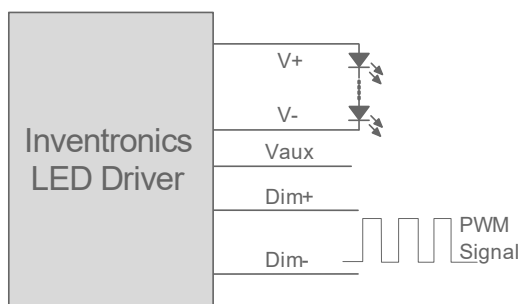 V+
V-
Inventronics
LED Driver
Vaux
Dim+
PWM
Signal
Dim-